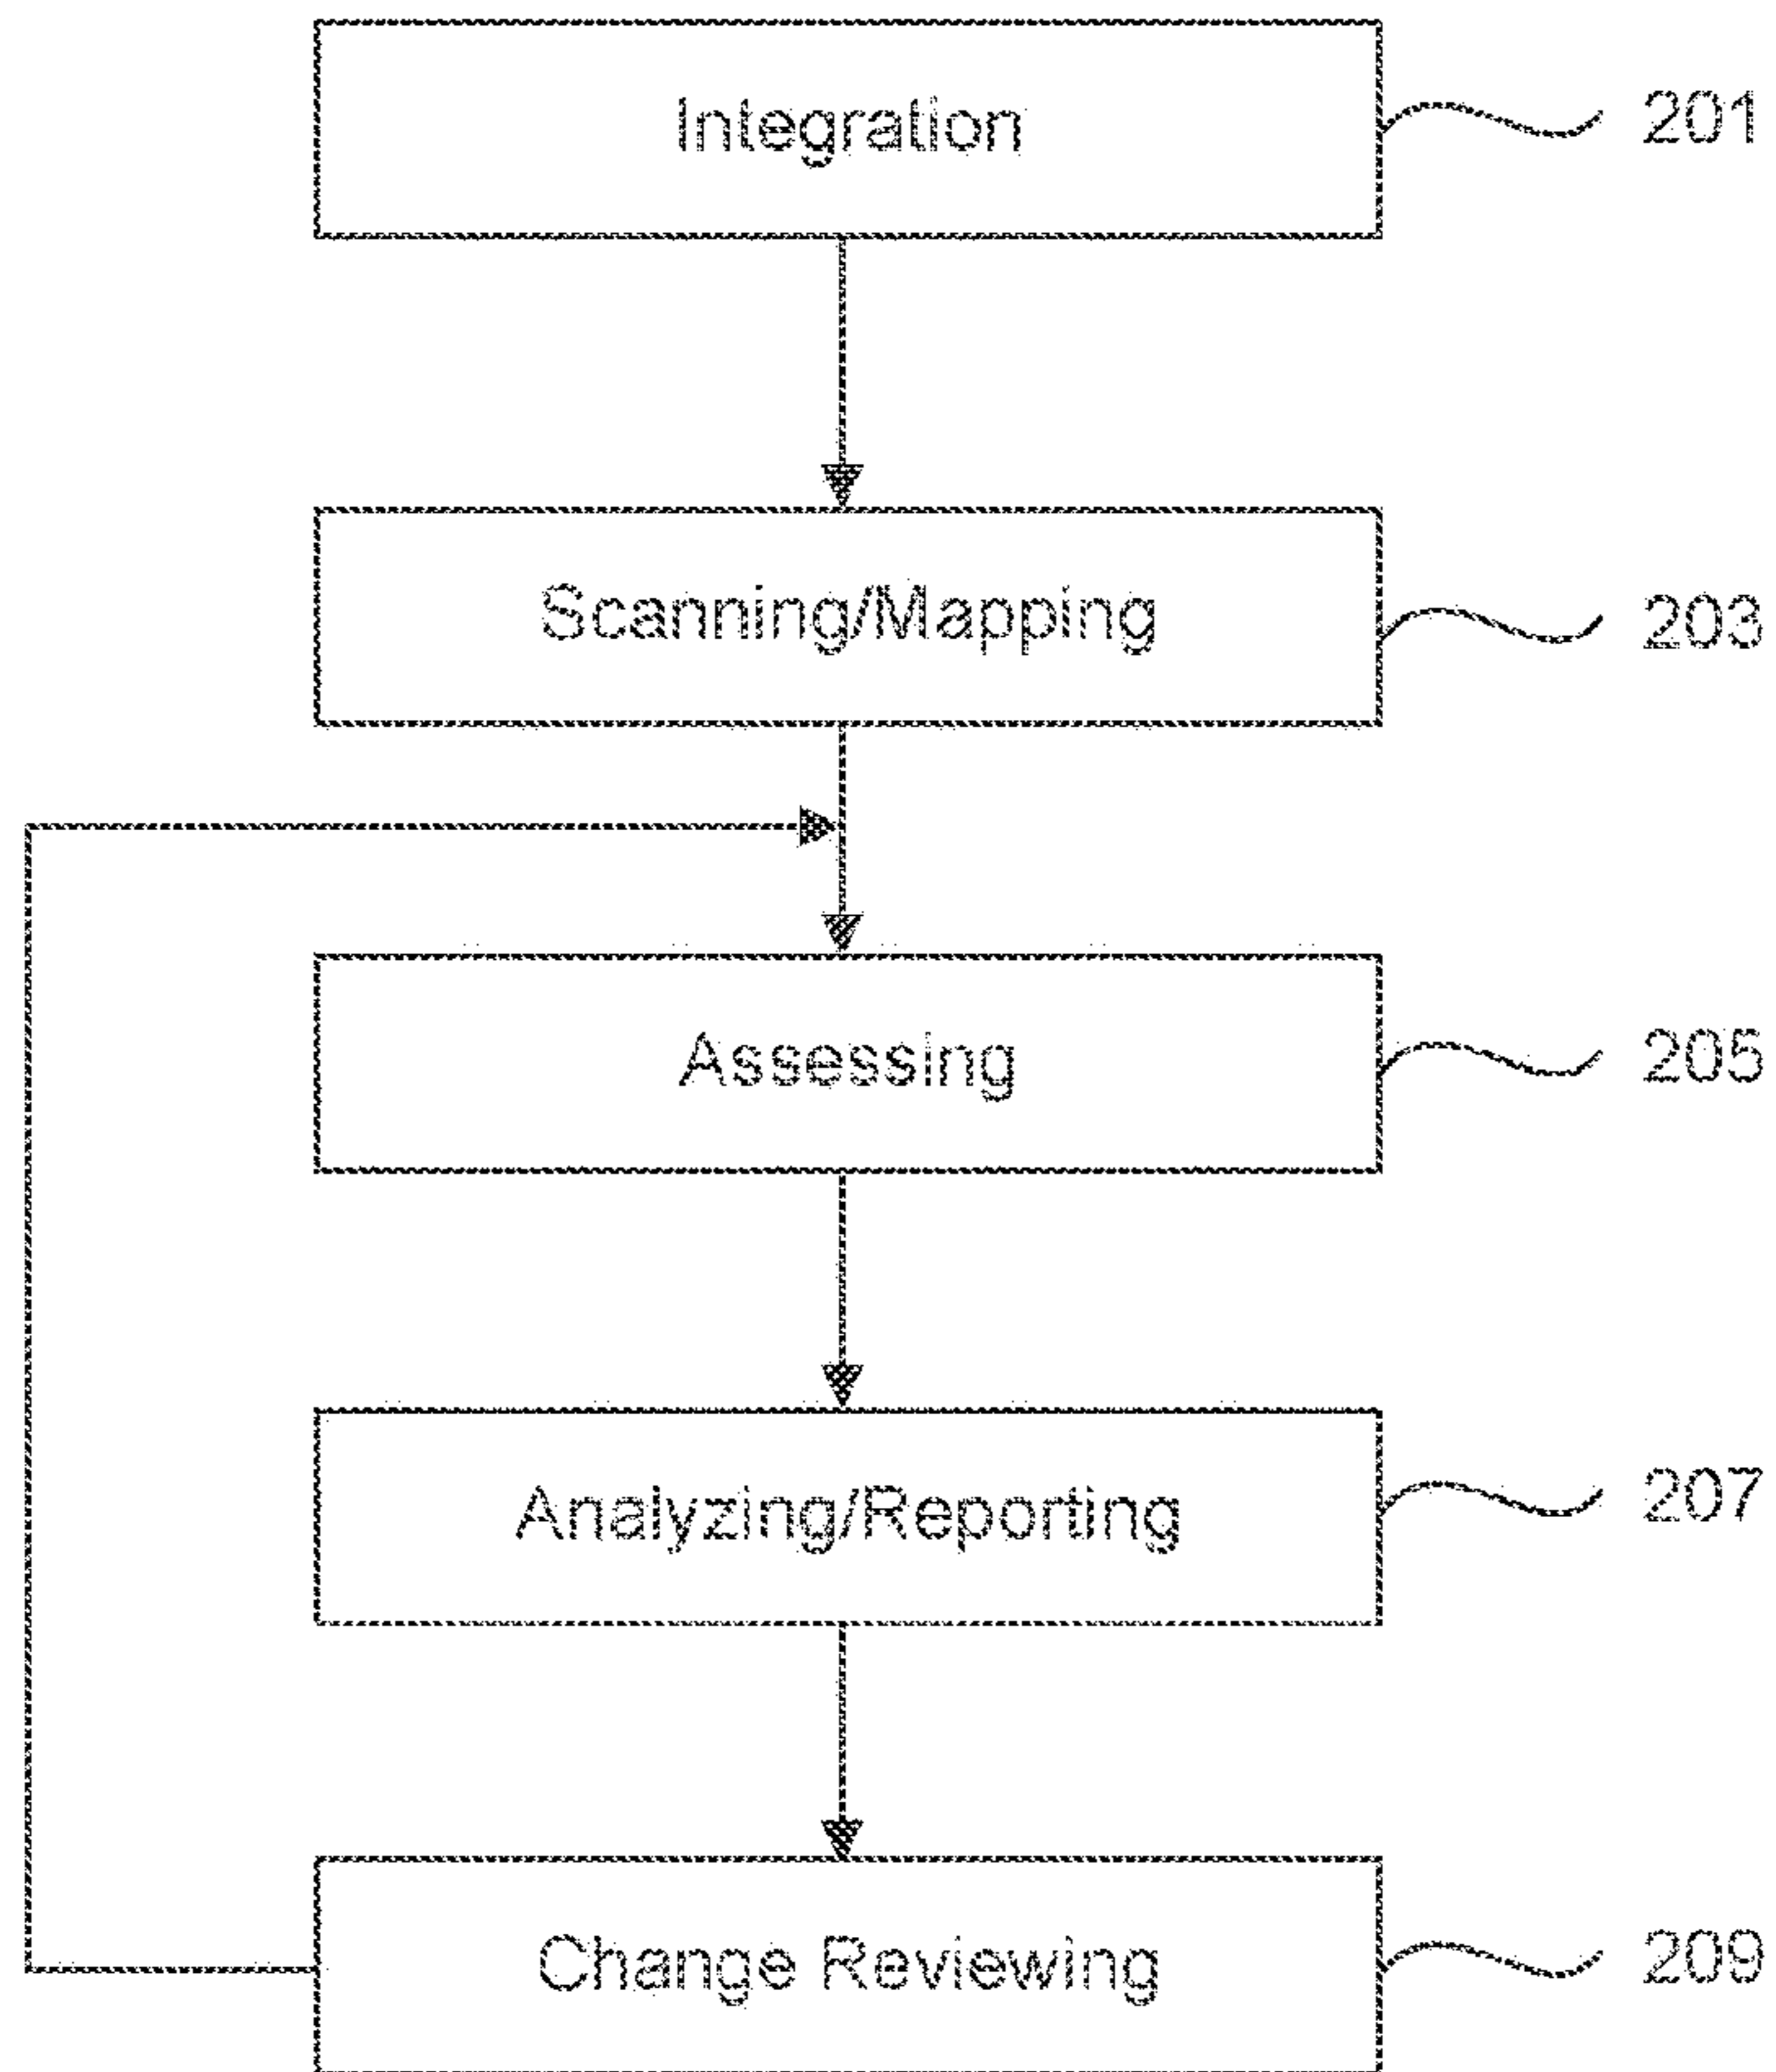 Integration
201
Scanning/Mapping
203
Assessing
205
Analyzing/Reporting
207
Change Reviewing
209